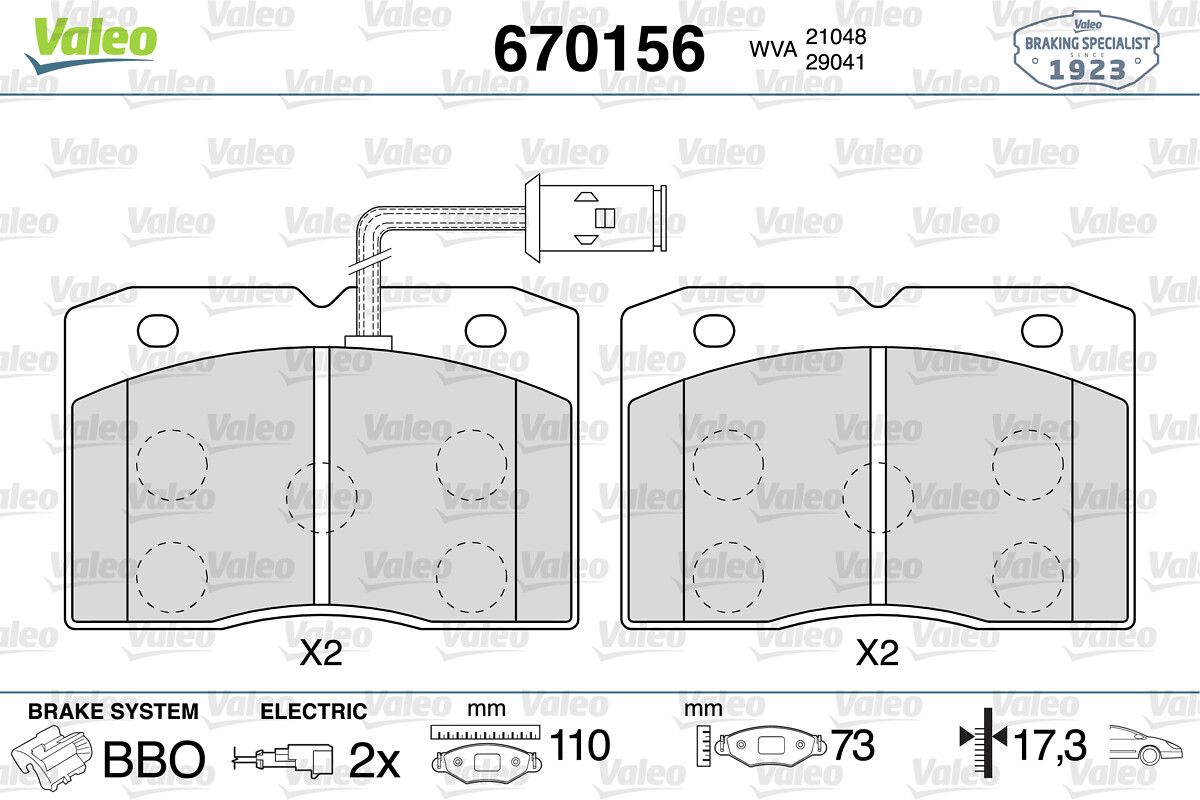 Valeo
670156
WVA 21048
29041
Valeo
BRAKING SPECIALIST
SINCE
1923
X2
X2
BRAKE SYSTEM
ELECTRIC
mm
mm
BBO
2x
110
73
17,3